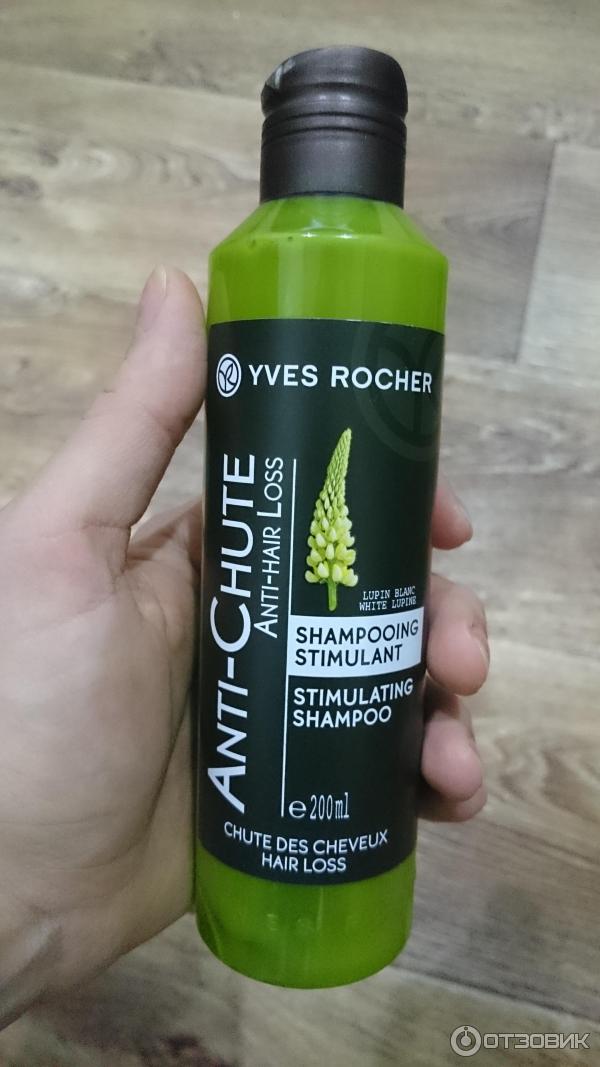 YVES ROCHER
ANTI-CHUTE
ANTI-HAIR LOSS
LUPIN BLANC
WHITE LUPINE
SHAMPOOING
STIMULANT
STIMULATING
SHAMPOO
e 200ml
CHUTE DES CHEVEUX
HAIR LOSS
ОТЗОВИК